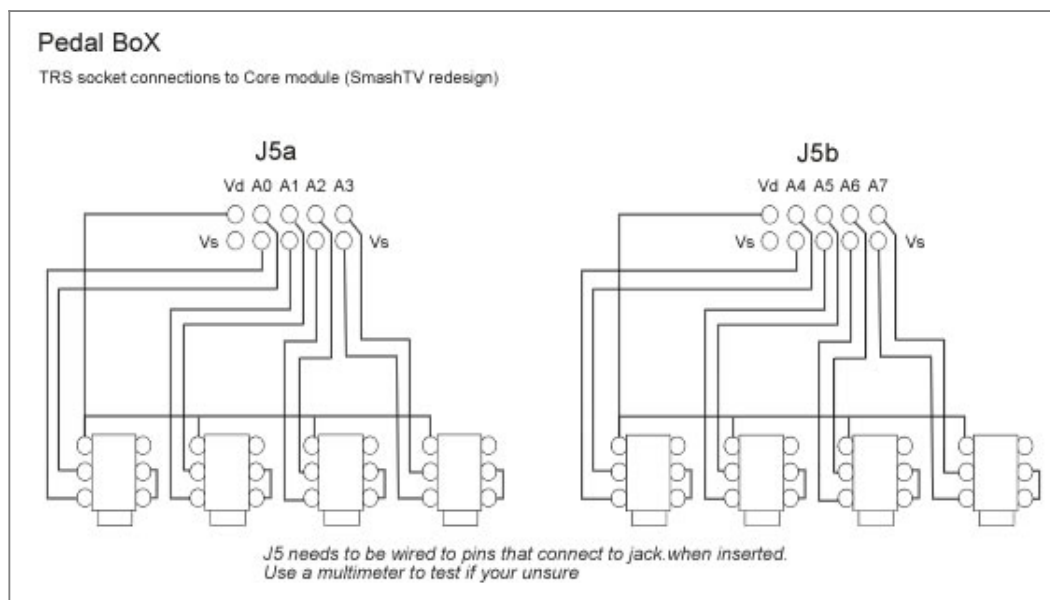 Pedal BoX
TRS socket connections to Core module (SmashTV redesign)
J5a
Vd A0 A1 A2 A3
Vs Vs
J5b
Vd A4 A5 A6 A7
Vs Vs
J5 needs to be wired to pins that connect to jack.when inserted.
Use a multimeter to test if your unsure